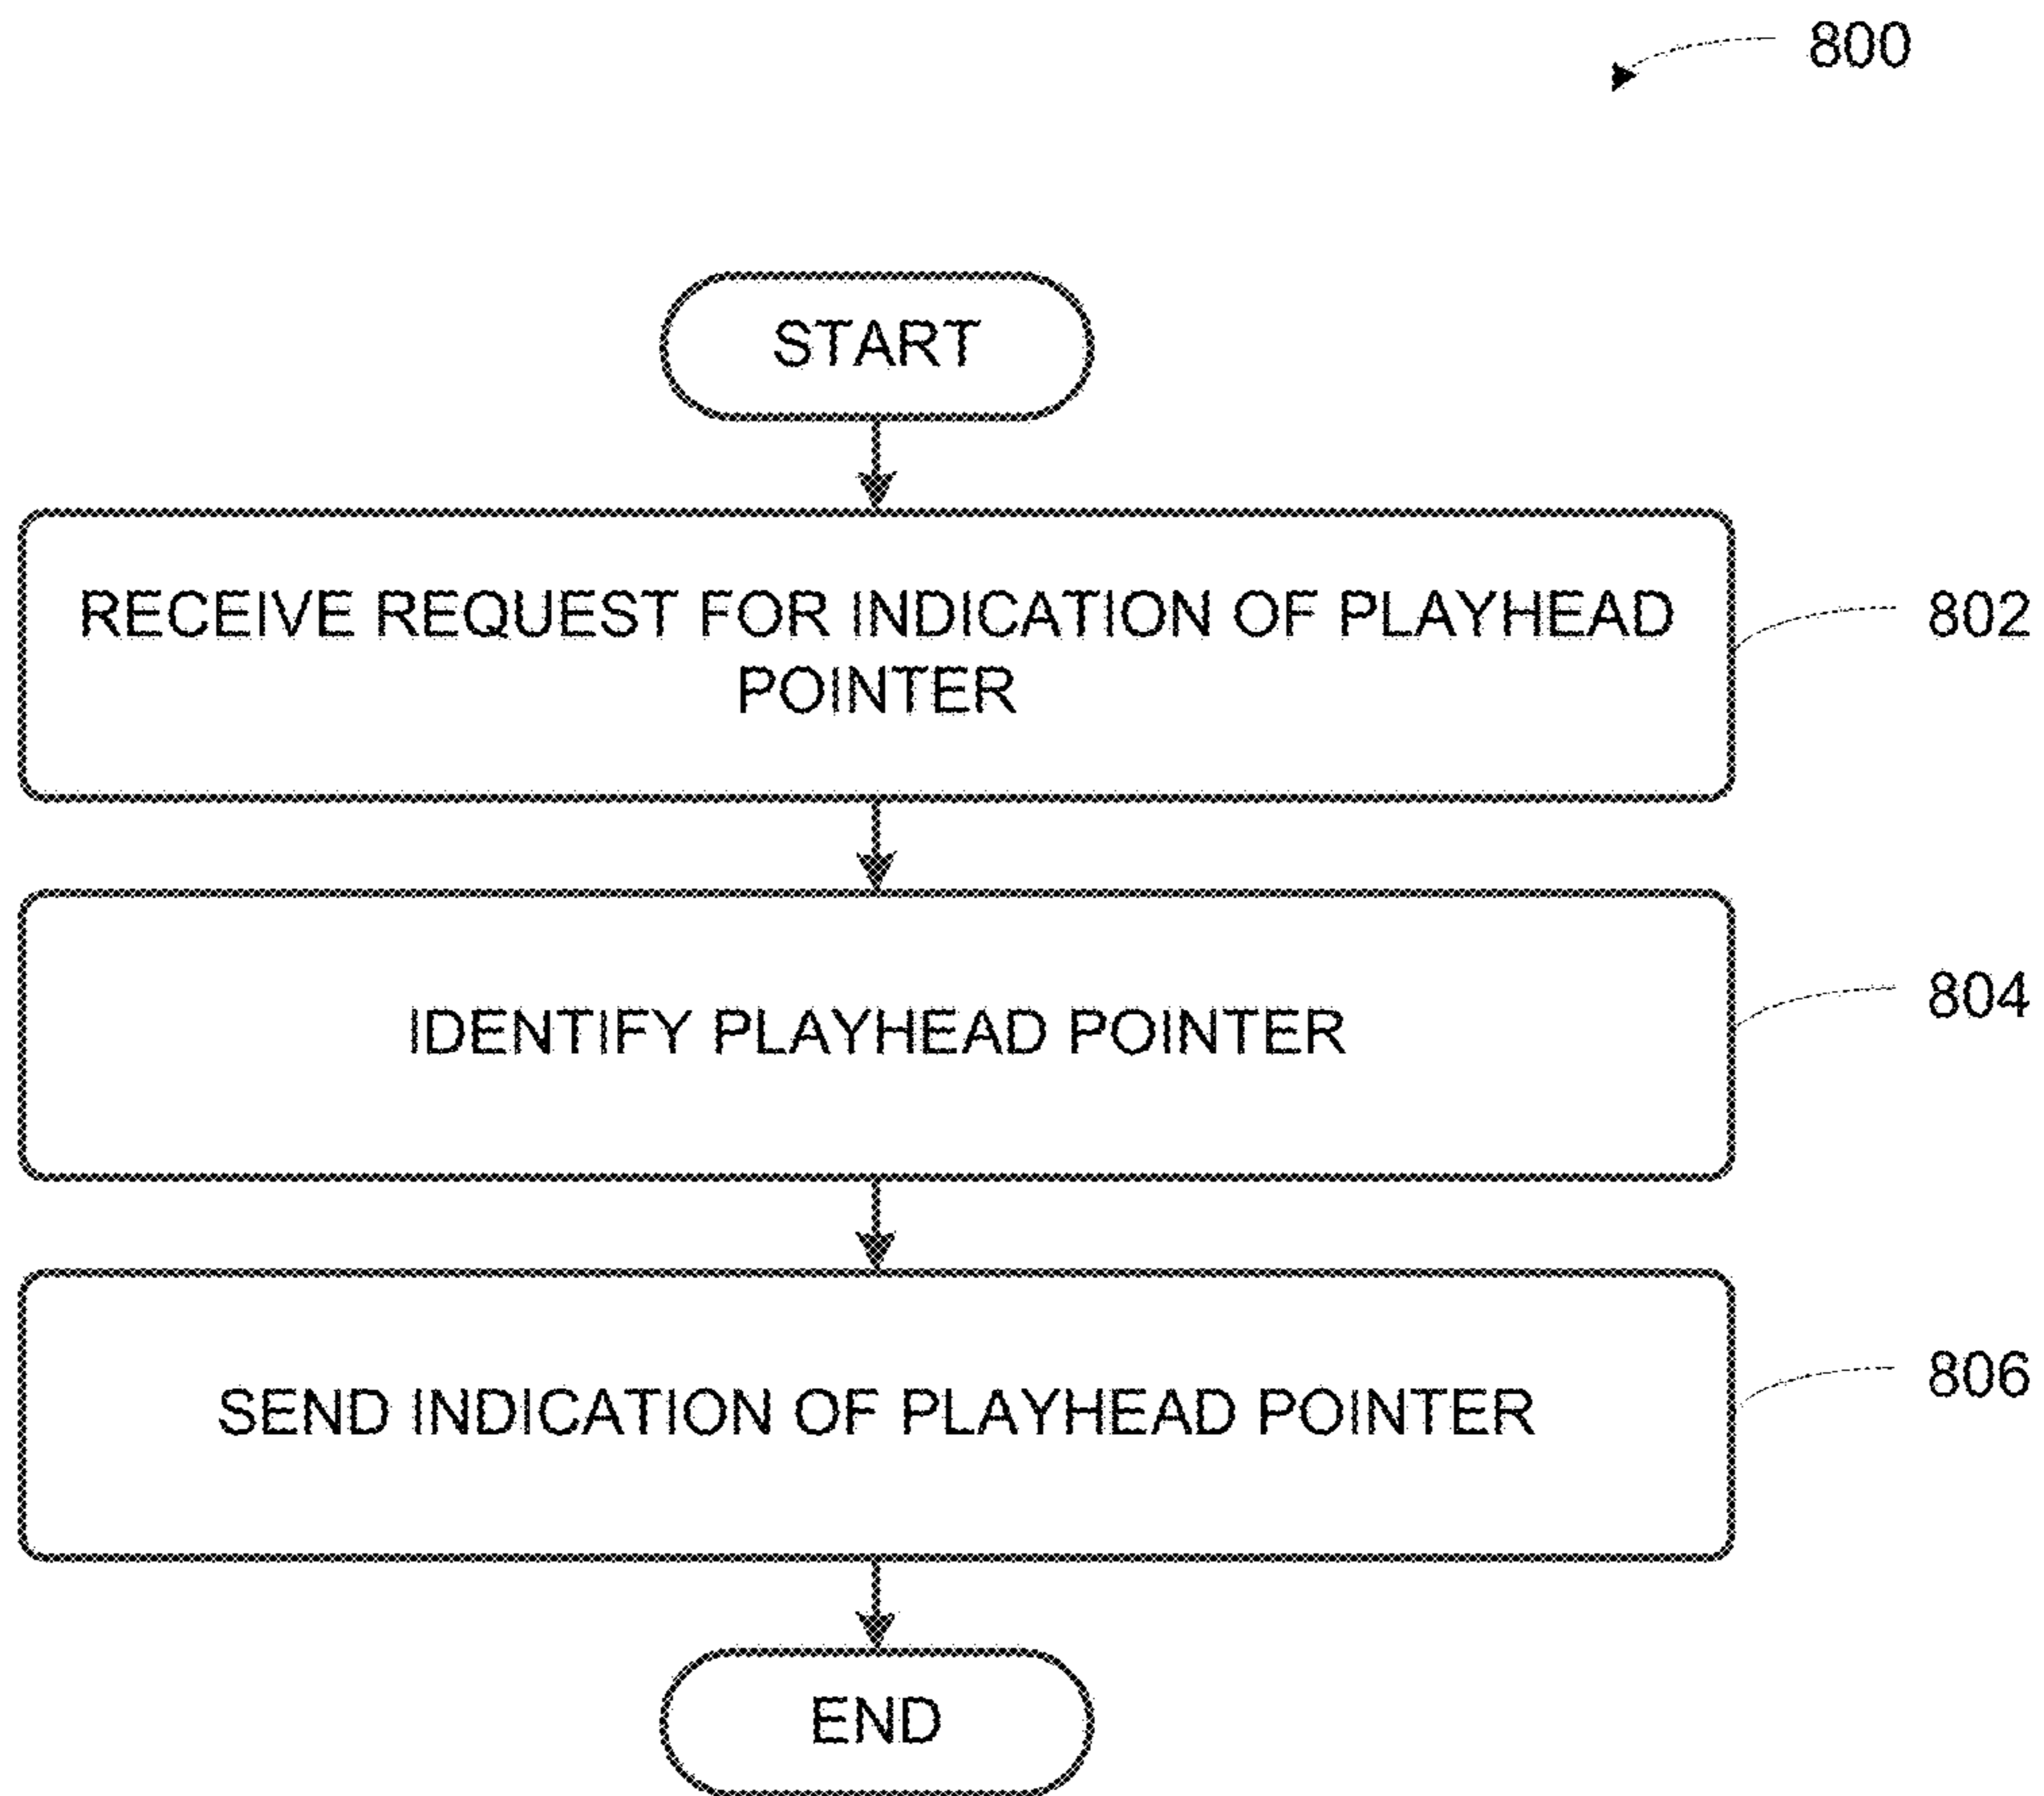 800
START
RECEIVE REQUEST FOR INDICATION OF PLAYHEAD
POINTER
802
IDENTIFY PLAYHEAD POINTER
804
SEND INDICATION OF PLAYHEAD POINTER
806
END